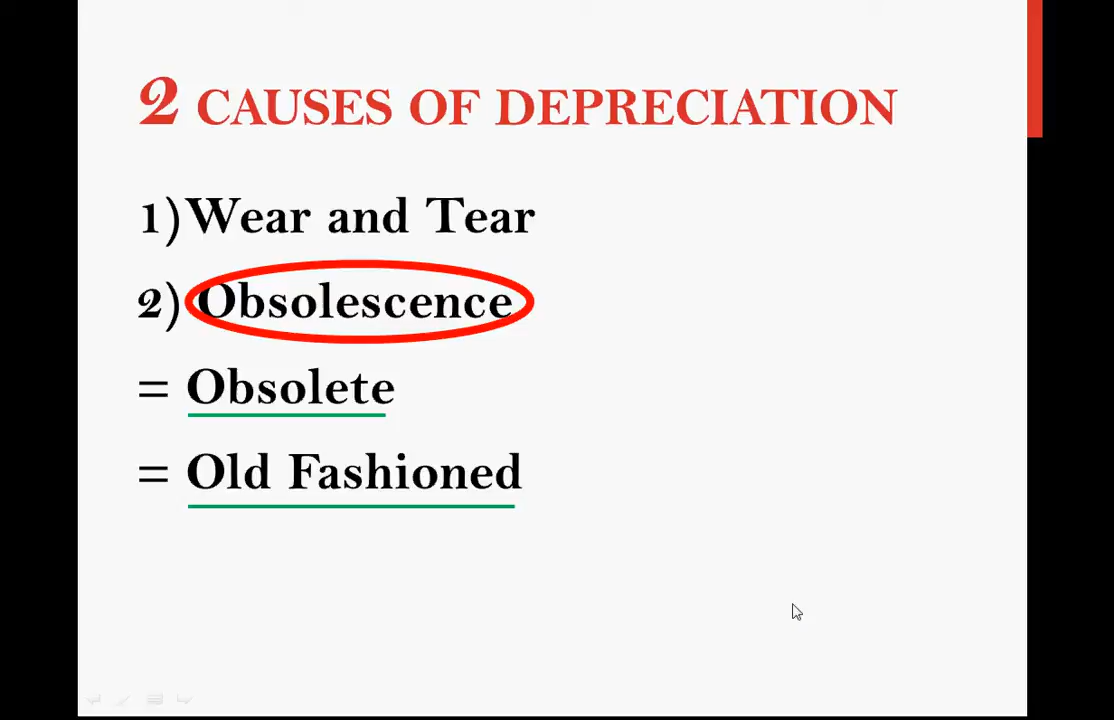 2 CAUSES OF DEPRECIATION
1)Wear and Tear
2) Obsolescence
= Obsolete
= Old Fashioned